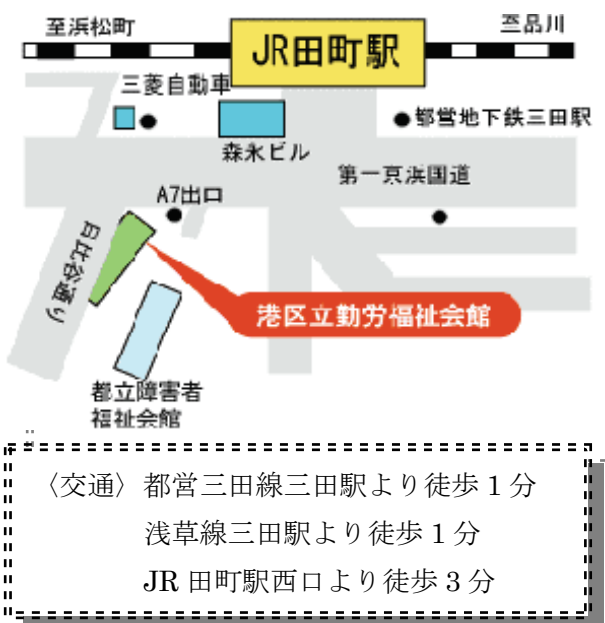 至浜松町
至品川
JR田町駅
三菱自動車
都営地下鉄三田駅
森永ビル
第一京浜国道
A7出口
日比谷通り
港区立勤労福祉会館
都立障害者
福祉会館
〈交通〉都営三田線三田駅より徒歩1分
浅草線三田駅より徒歩1分
JR田町駅西口より徒歩3分